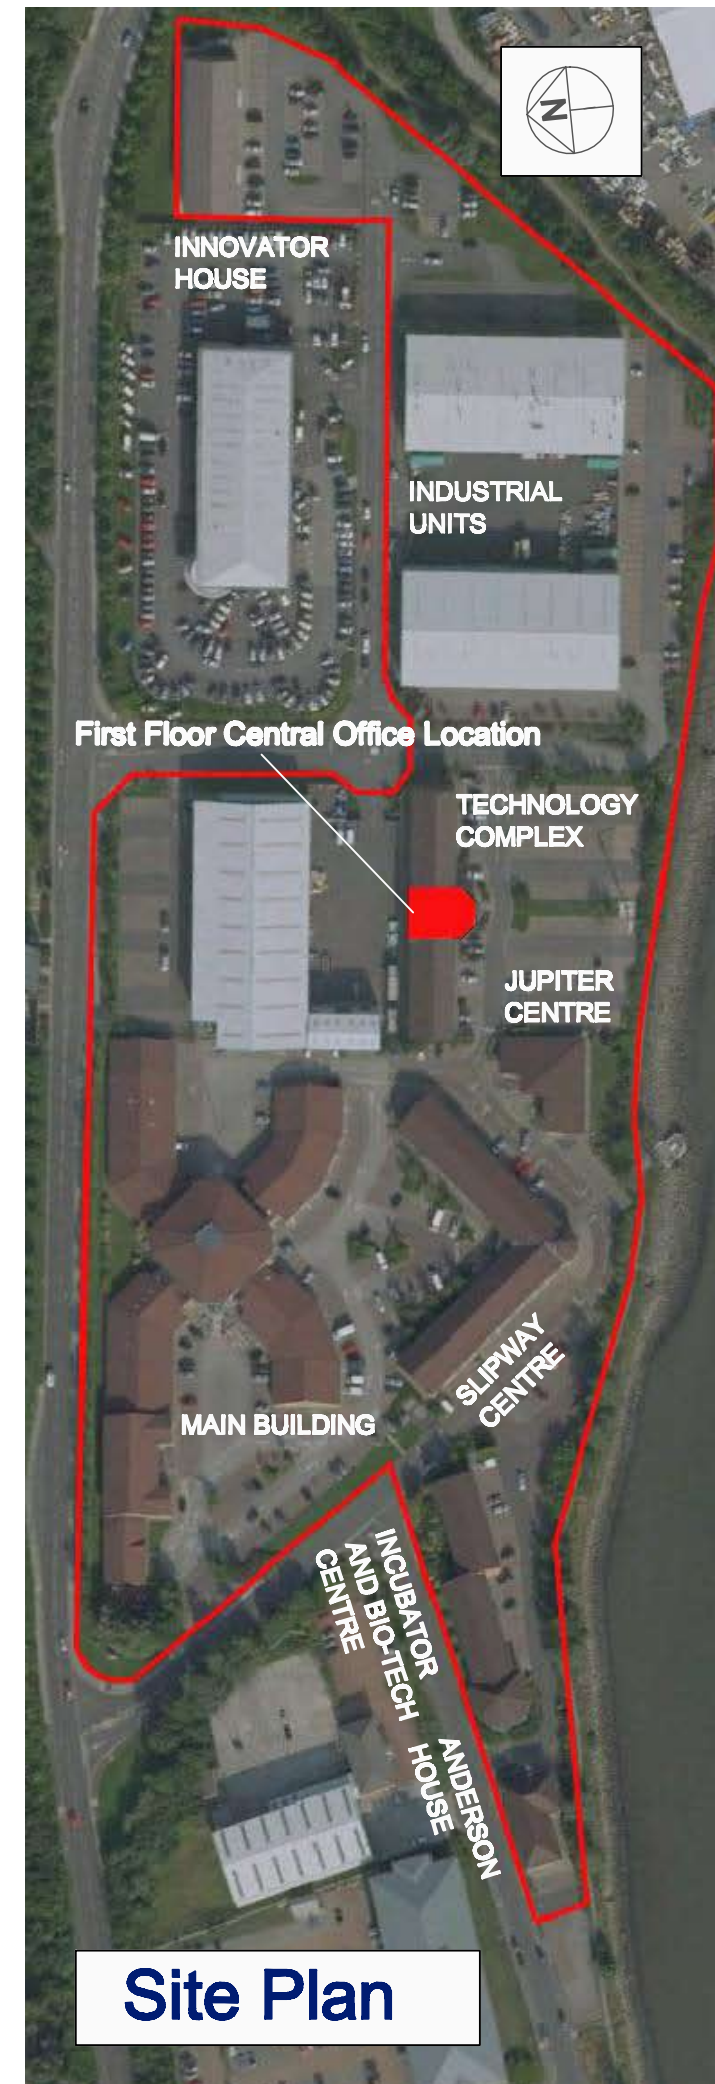 N
INNOVATOR
HOUSE
INDUSTRIAL
UNITS
First Floor Central Office Location
TECHNOLOGY
COMPLEX
JUPITER
CENTRE
SLIPWAY
CENTRE
MAIN BUILDING
INCUBATOR
AND BIO-TECH
CENTRE
ANDERSON
HOUSE
Site Plan